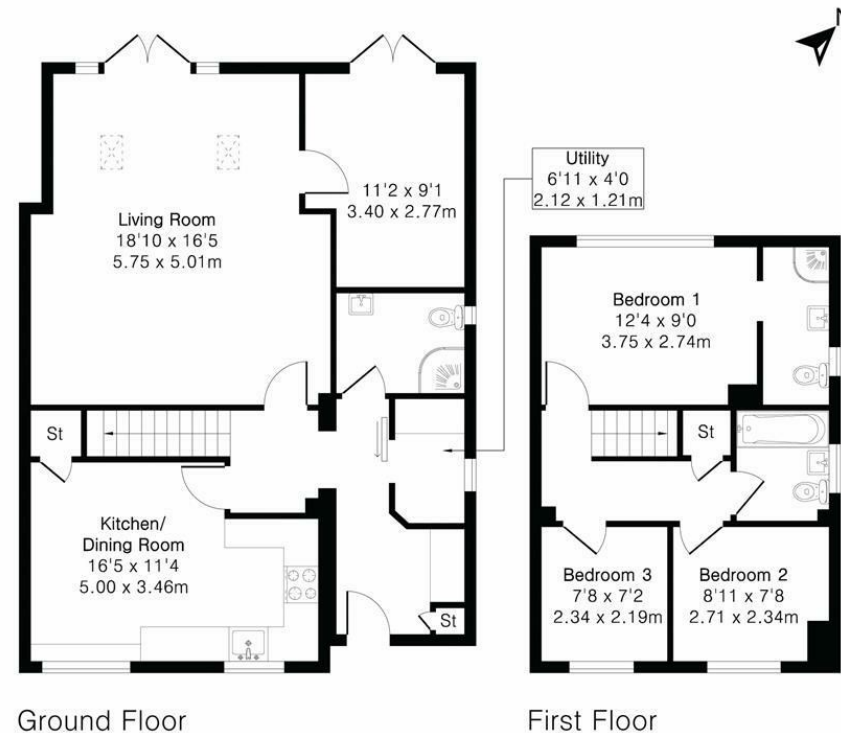 N
Utility
6'11 x 4'0
2.12 x 1.21m
11'2 x 9'1
3.40 x 2.77m
Living Room
18'10 x 16'5
5.75 x 5.01m
St
Kitchen/
Dining Room
16'5 x 11'4
5.00 x 3.46m
St
Bedroom 1
12'4 x 9'0
3.75 x 2.74m
St
Bedroom 3
7'8 x 7'2
2.34 x 2.19m
Bedroom 2
8'11 x 7'8
2.71 x 2.34m
Ground Floor
First Floor